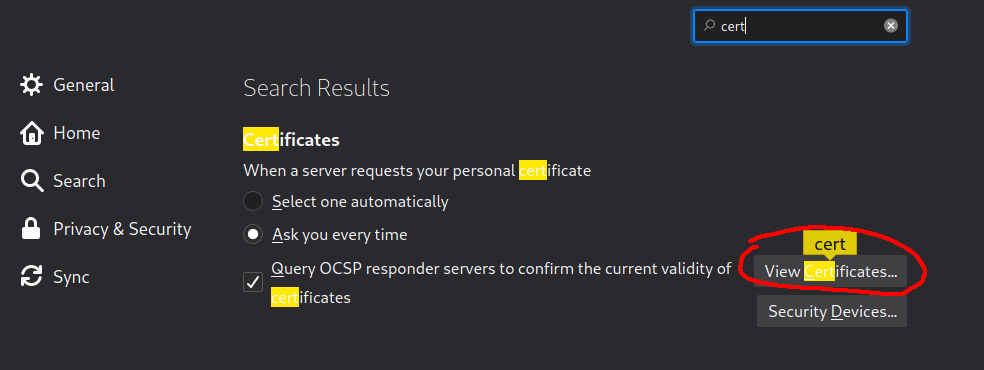 cert
General
Home
Search
Privacy & Security
Sync
Search Results
Certificates
When a server requests your personal certificate
Select one automatically
Ask you every time
Query OCSP responder servers to confirm the current validity of
certificates
cert
View Certificates...
Security Devices...